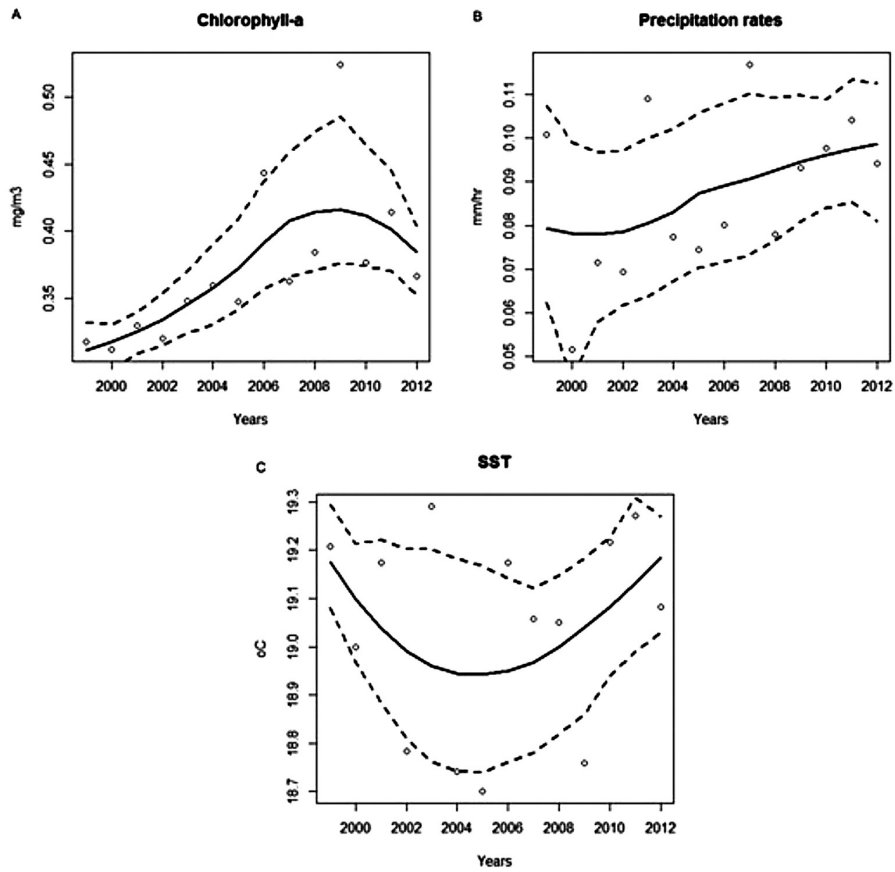 A
Chlorophyll-a
mg/m3
0.50
0.45
0.40
0.35
2000 2002 2004 2006 2008 2010 2012
Years
B
Precipitation rates
mm/hr
0.11
0.10
0.09
0.08
0.07
0.06
0.05
2000 2002 2004 2006 2008 2010 2012
Years
C
SST
oC
19.3
19.2
19.1
19.0
18.9
18.8
18.7
2000 2002 2004 2006 2008 2010 2012
Years